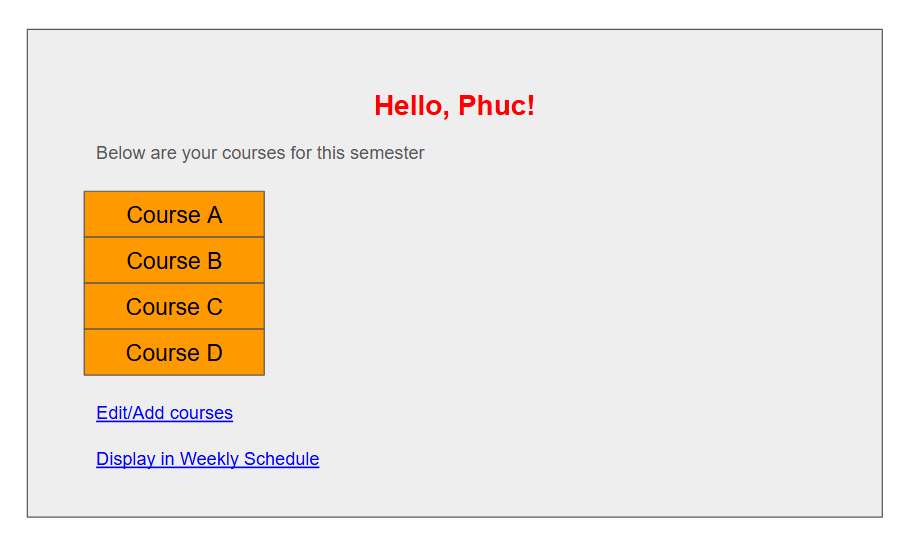 Hello, Phuc!
Below are your courses for this semester
Course A
Course B
Course C
Course D
Edit/Add courses
Display in Weekly Schedule